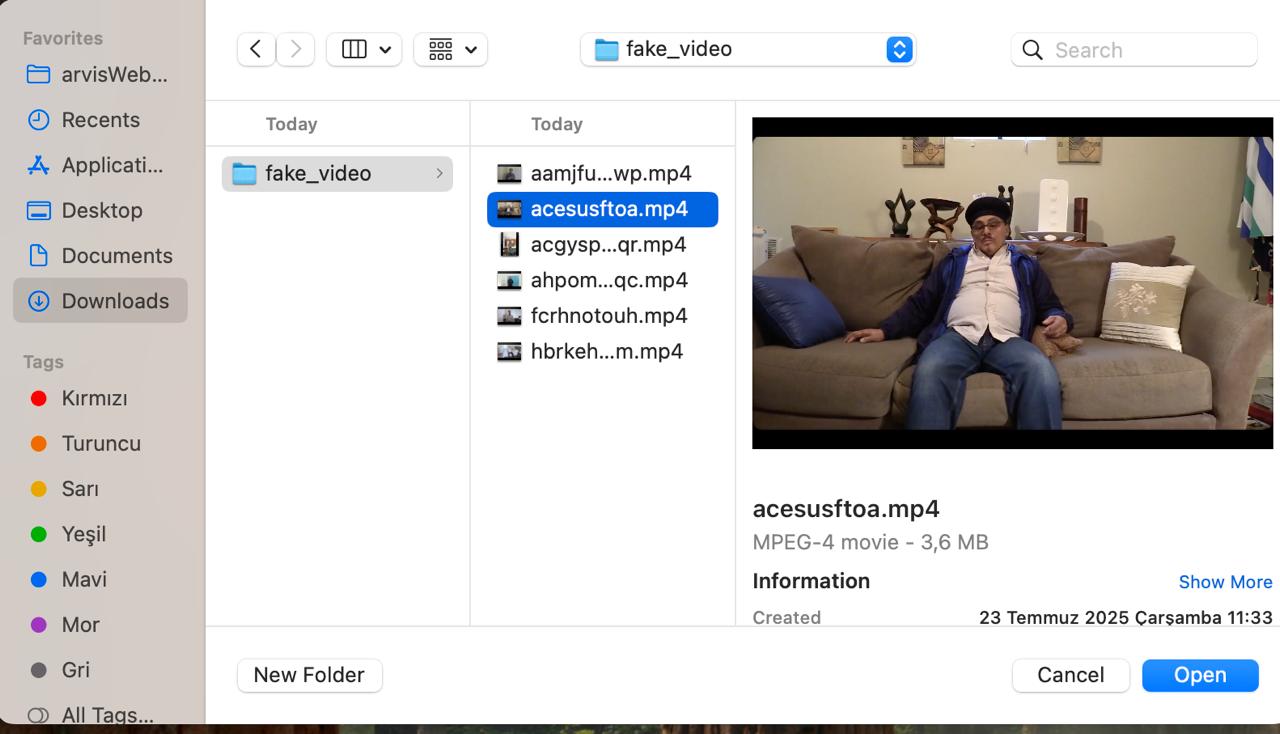 Favorites
arvisWeb...
Recents
Applicati...
Desktop
Documents
Downloads
Tags
Kırmızı
Turuncu
Sarı
Yeşil
Mavi
Mor
Gri
All Tags...
fake_video
Search
Today
fake_video
Today
aamjfu...wp.mp4
acesusftoa.mp4
acgysp...qr.mp4
ahpom...qc.mp4
fcrhnotouh.mp4
hbrkeh...m.mp4
acesusftoa.mp4
MPEG-4 movie - 3,6 MB
Information Show More
Created 23 Temmuz 2025 Çarşamba 11:33
New Folder Cancel Open